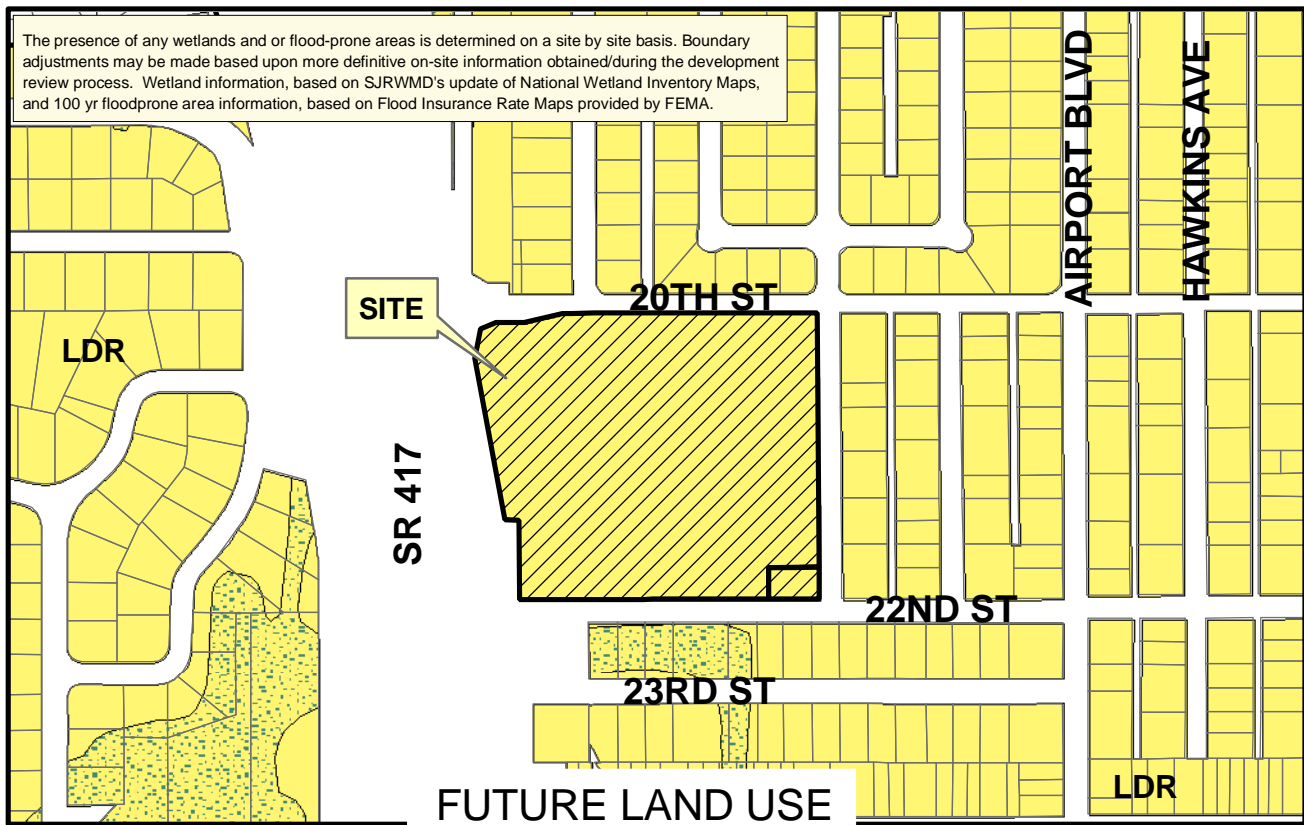 The presence of any wetlands and or flood-prone areas is determined on a site by site basis. Boundary
adjustments may be made based upon more definitive on-site information obtained/during the development
review process.  Wetland information, based on SJRWMD's update of National Wetland Inventory Maps,
and 100 yr floodprone area information, based on Flood Insurance Rate Maps provided by FEMA.
AIRPORT BLVD
HAWKINS AVE
20TH ST
SITE
LDR
SR 417
22ND ST
23RD ST
LDR
FUTURE LAND USE